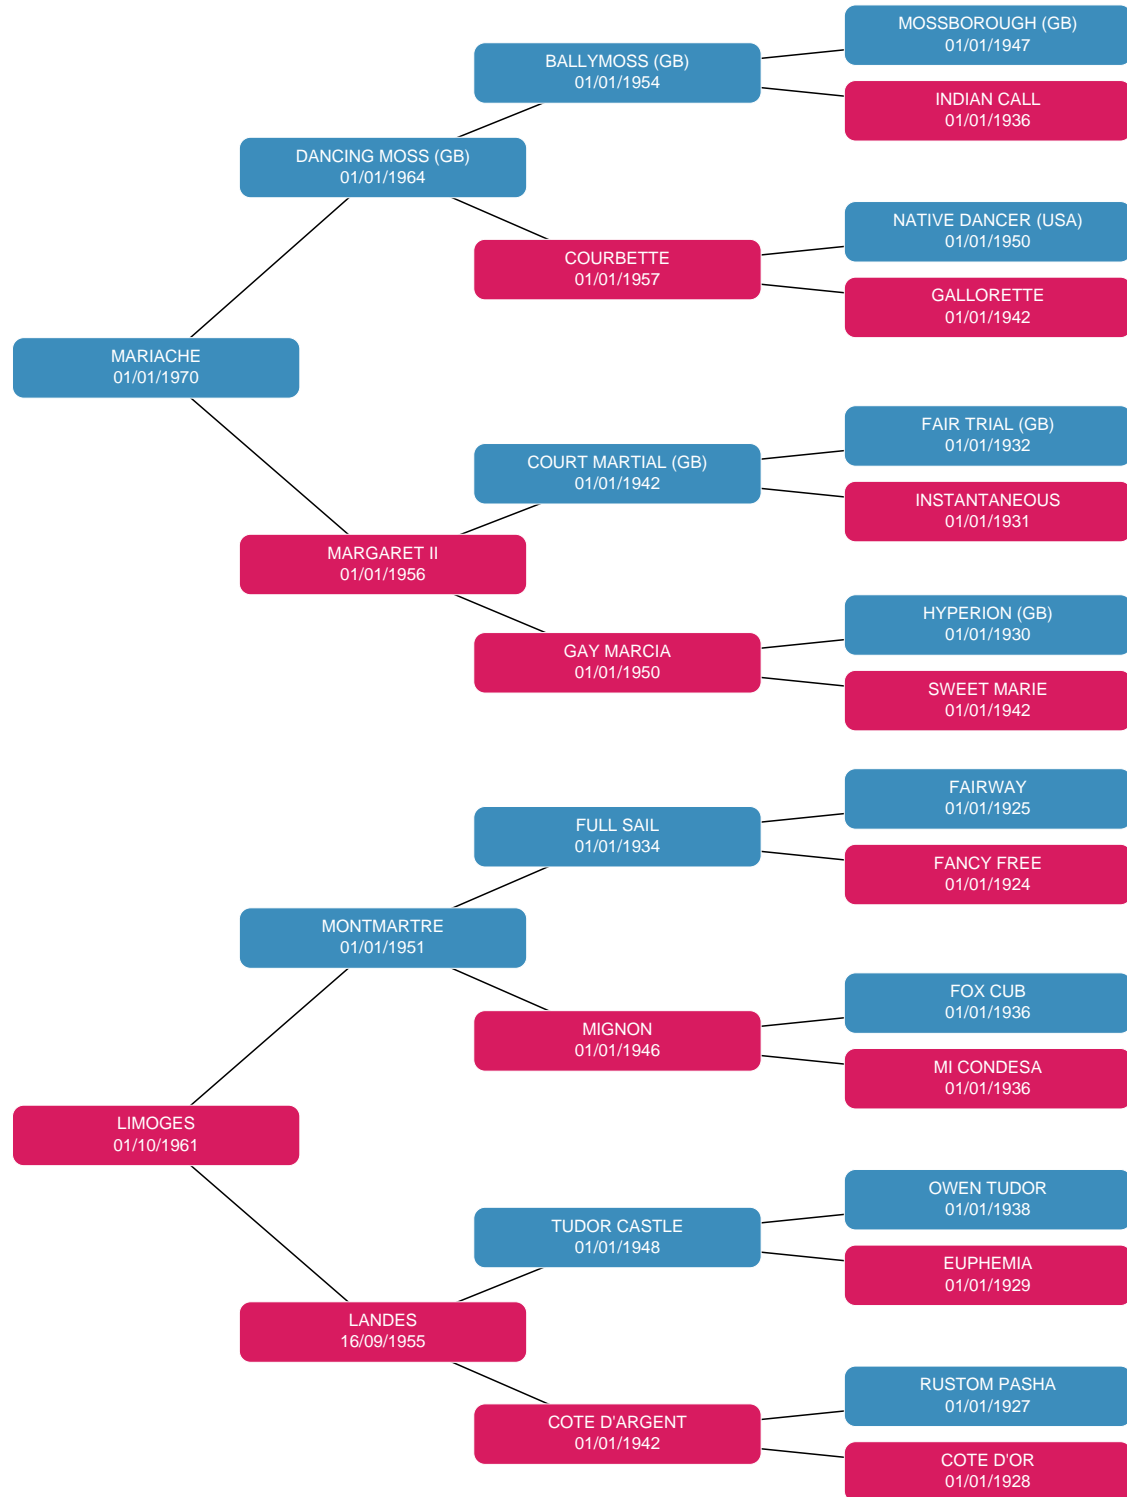 MOSSBOROUGH (GB)
01/01/1947
BALLYMOSS (GB)
01/01/1954
INDIAN CALL
01/01/1936
DANCING MOSS (GB)
01/01/1964
NATIVE DANCER (USA)
01/01/1950
COURBETTE
01/01/1957
GALLORETTE
01/01/1942
MARIACHE
01/01/1970
FAIR TRIAL (GB)
01/01/1932
COURT MARTIAL (GB)
01/01/1942
INSTANTANEOUS
01/01/1931
MARGARET II
01/01/1956
HYPERION (GB)
01/01/1930
GAY MARCIA
01/01/1950
SWEET MARIE
01/01/1942
FAIRWAY
01/01/1925
FULL SAIL
01/01/1934
FANCY FREE
01/01/1924
MONTMARTRE
01/01/1951
FOX CUB
01/01/1936
MIGNON
01/01/1946
MI CONDESA
01/01/1936
LIMOGES
01/10/1961
OWEN TUDOR
01/01/1938
TUDOR CASTLE
01/01/1948
EUPHEMIA
01/01/1929
LANDES
16/09/1955
RUSTOM PASHA
01/01/1927
COTE D'ARGENT
01/01/1942
COTE D'OR
01/01/1928